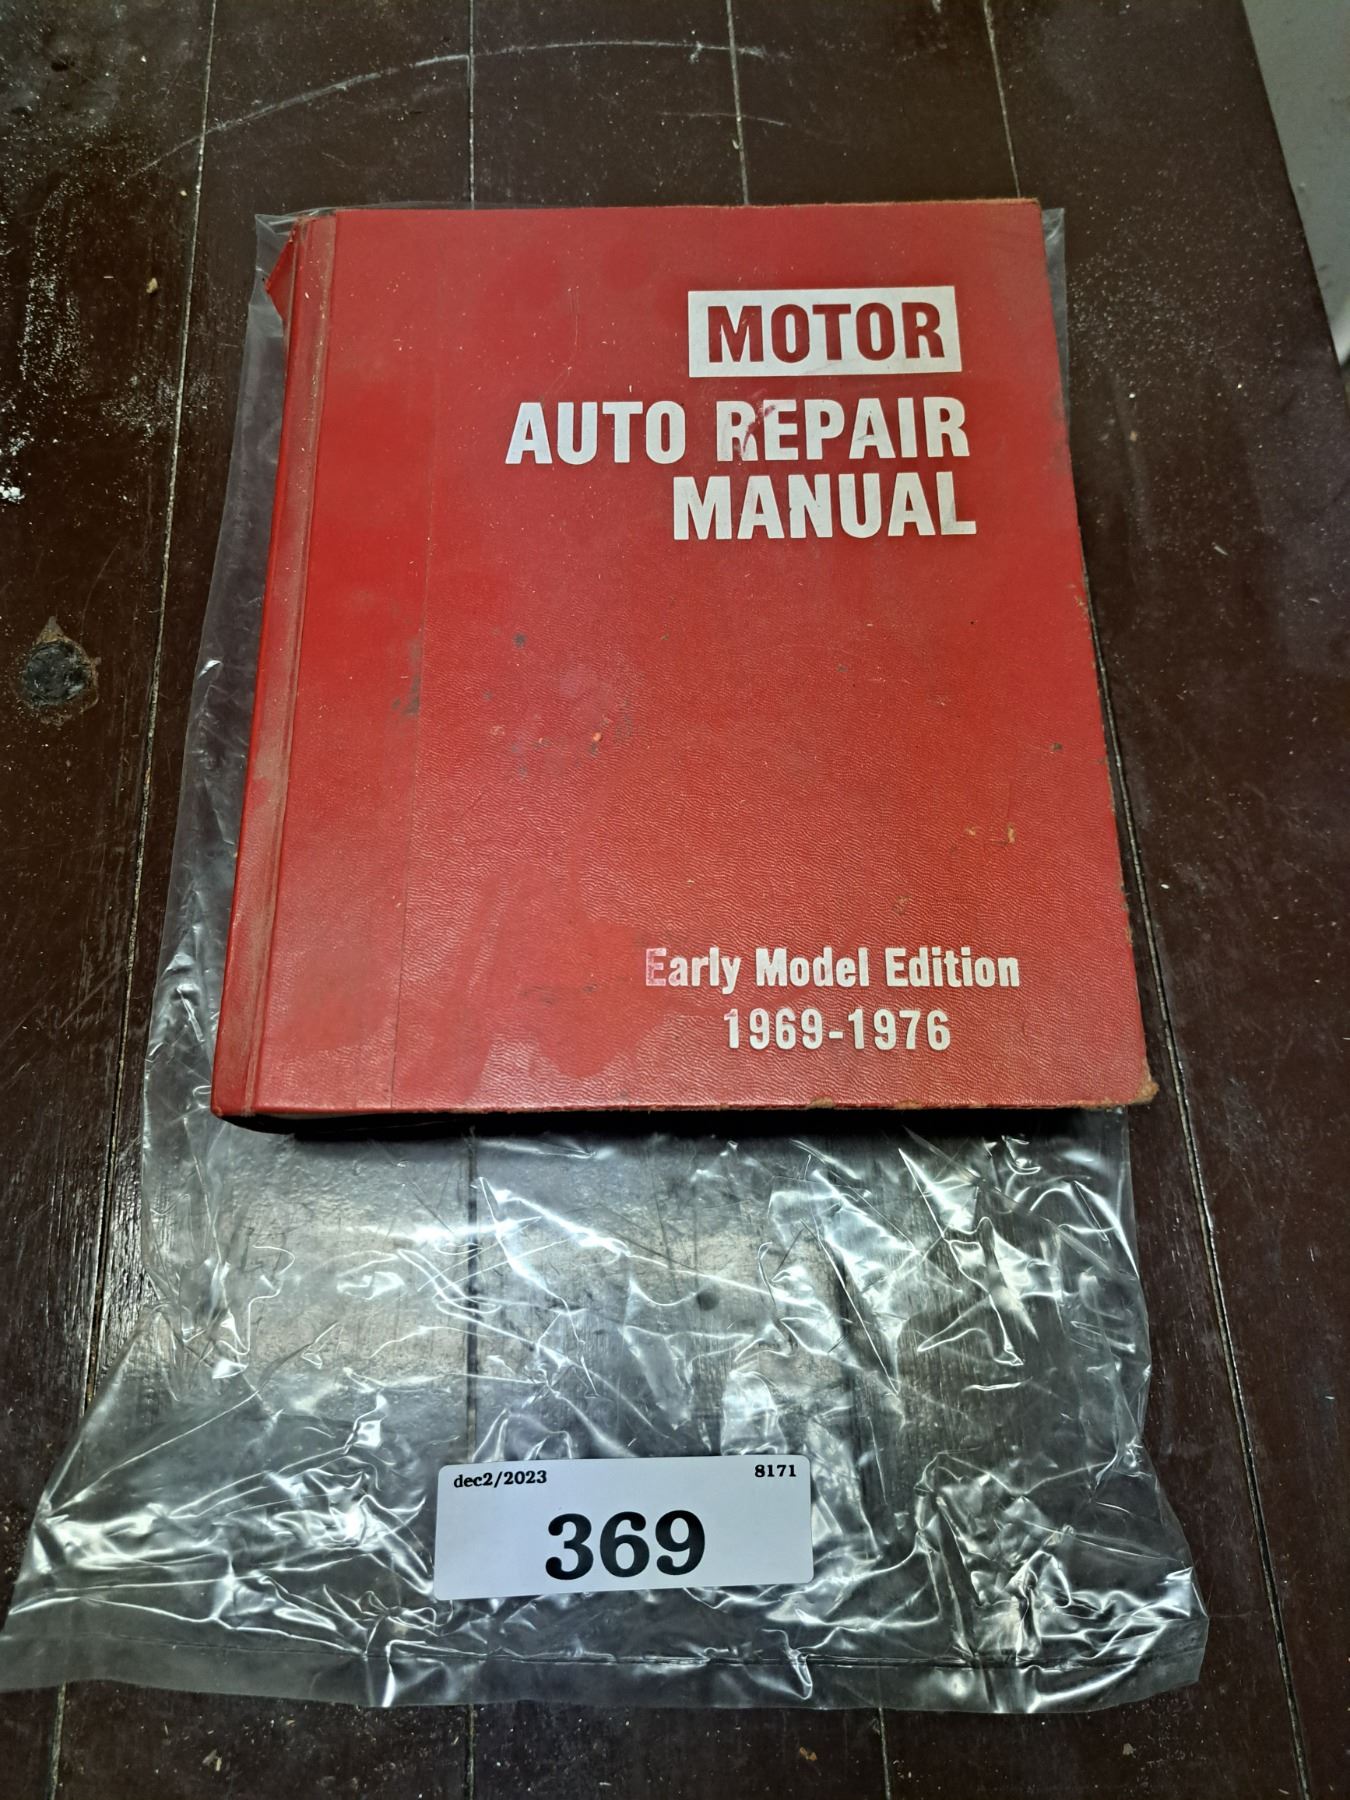 MOTOR
AUTO REPAIR
MANUAL
Early Model Edition
1969-1976
dec2/2023 8171
369